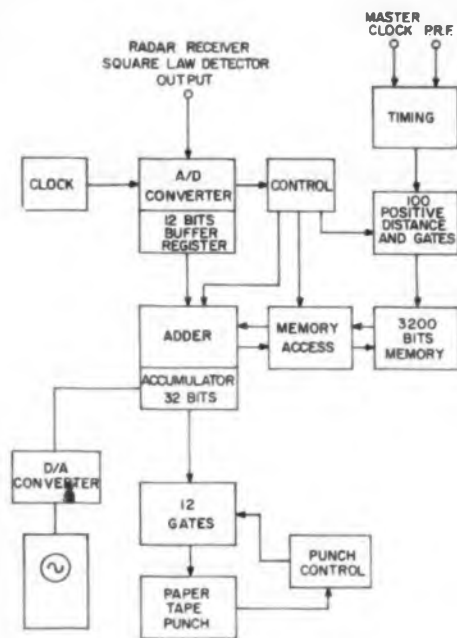 MASTER
CLOCK P.R.F.
RADAR RECEIVER
SQUARE LAW DETECTOR
OUTPUT
TIMING
CLOCK
A/D
CONVERTER
CONTROL
12 BITS
BUFFER
REGISTER
100
POSITIVE
DISTANCE
AND GATES
ADDER
MEMORY
ACCESS
3200
BITS
MEMORY
ACCUMULATOR
32 BITS
D/A
CONVERTER
12
GATES
PUNCH
CONTROL
PAPER
TAPE
PUNCH